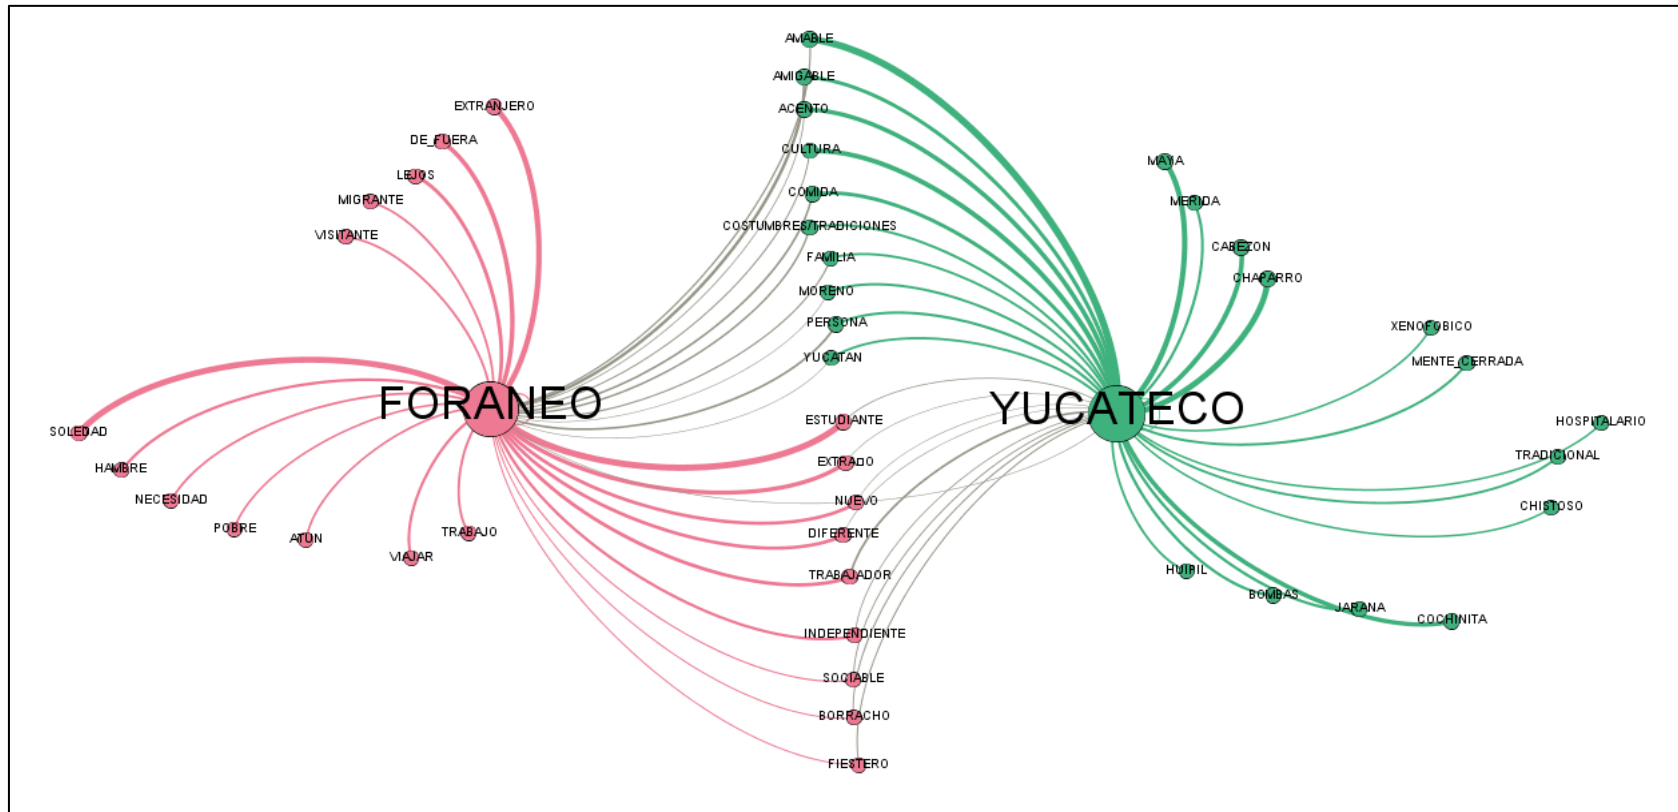 AMABLE
AMIGABLE
EXTRANJERO
ACENTO
DE_FUERA
CULTURA
MAYA
LEJOS
COMIDA
MIGRANTE
MERIDA
COSTUMBRES/TRADICIONES
VISITANTE
CABEZON
FAMILIA
CHAPARRO
MORENO
PERSONA
XENOFOBICO
YUCATAN
MENTE_CERRADA
FORANEO
YUCATECO
ESTUDIANTE
HOSPITALARIO
SOLEDAD
TRADICIONAL
EXTRA□O
HAMBRE
NECESIDAD
NUEVO
CHISTOSO
POBRE
ATUN
TRABAJO
DIFERENTE
VIAJAR
TRABAJADOR
HUIPIL
BOMBAS
JARANA
COCHINITA
INDEPENDIENTE
SOCIABLE
BORRACHO
FIESTERO